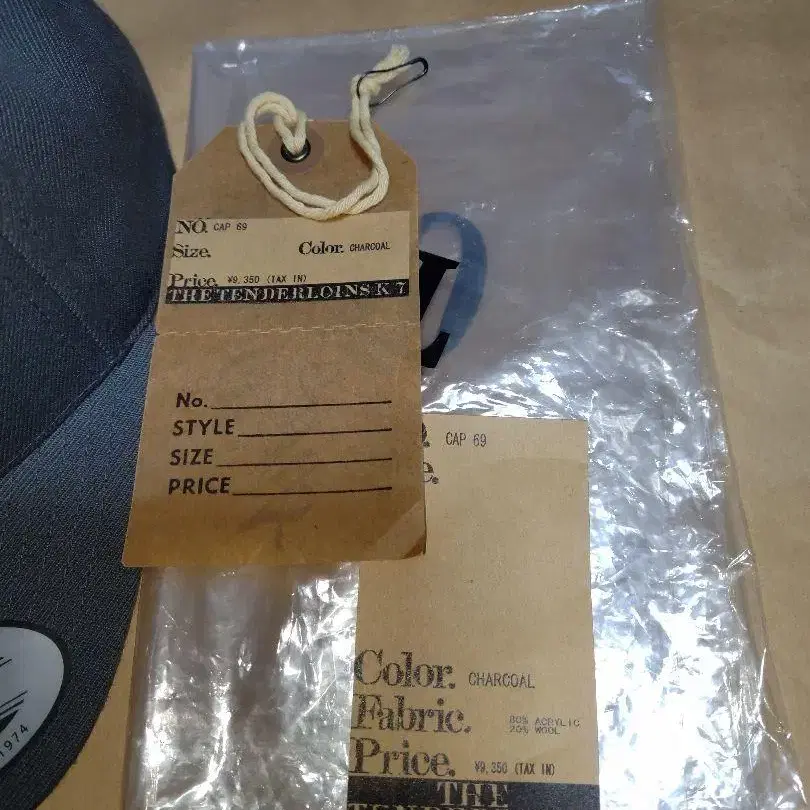 NO. CAP 69
Size. Color. CHARCOAL
Price. ¥9,350 (TAX IN)
THE TENDERLOINS K 7
No.
STYLE
SIZE
PRICE
CAP 69
e.
Color. CHARCOAL
Fabric. 80% ACRYLIC
20% WOOL
Price. ¥9,350 (TAX IN)
THE
1974